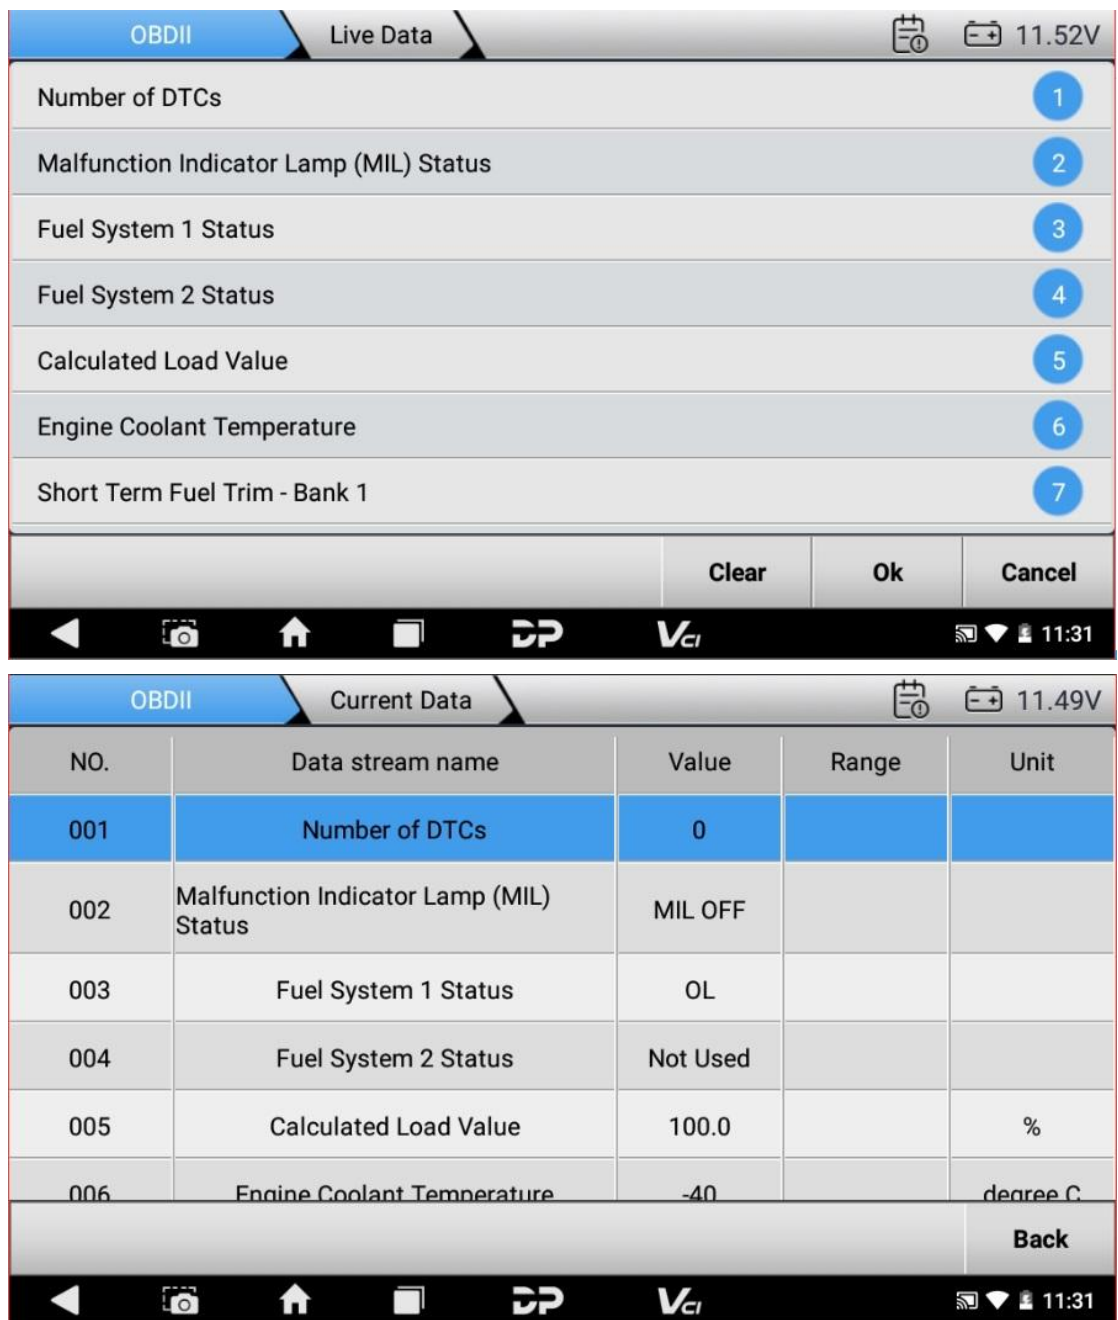 OBDII
Live Data
11.52V
Number of DTCs
1
Malfunction Indicator Lamp (MIL) Status
2
Fuel System 1 Status
3
Fuel System 2 Status
4
Calculated Load Value
5
Engine Coolant Temperature
6
Short Term Fuel Trim - Bank 1
7
Clear
Ok
Cancel
DP
VCI
11:31
OBDII
Current Data
11.49V
NO.
Data stream name
Value
Range
Unit
001
Number of DTCs
0
002
Malfunction Indicator Lamp (MIL)
Status
MIL OFF
003
Fuel System 1 Status
OL
004
Fuel System 2 Status
Not Used
005
Calculated Load Value
100.0
%
006
Engine Coolant Temperature
-40
degree C
Back
DP
VCI
11:31